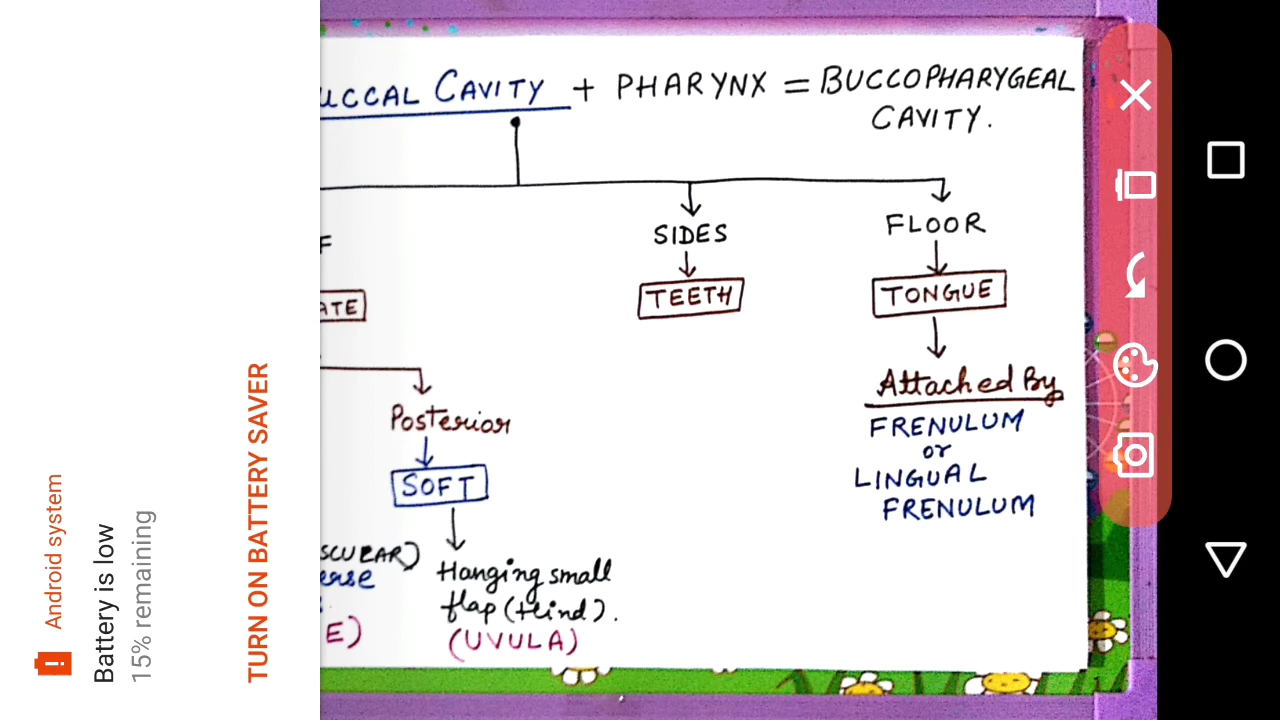 Android system
Battery is low
15% remaining
TURN ON BATTERY SAVER
UCCAL CAVITY + PHARYNX = BUCCOPHARYGEAL
CAVITY.
F
SIDES
FLOOR
ATE
TEETH
TONGUE
Attached By
Posterior
FRENULUM
or
SOFT
LINGUAL
FRENULUM
SCULAR)
Hanging small
erse
flap (
E)
(UVULA)